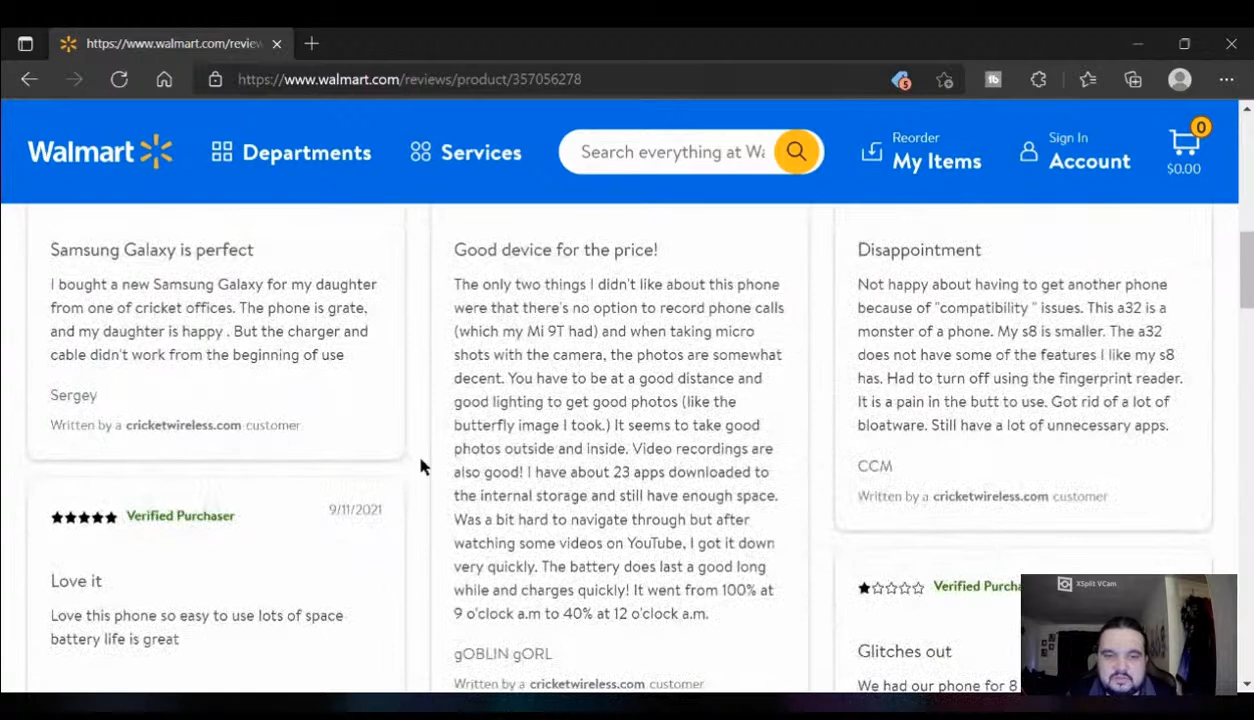 https://www.walmart.com/review
https://www.walmart.com/reviews/product/357056278
5
tb
Walmart
Departments
Services
Search everything at Wa
Reorder
My Items
Sign In
Account
0
$0.00
Samsung Galaxy is perfect
I bought a new Samsung Galaxy for my daughter
from one of cricket offices. The phone is grate,
and my daughter is happy . But the charger and
cable didn't work from the beginning of use
Sergey
Written by a cricketwireless.com customer
Verified Purchaser
9/11/2021
Love it
Love this phone so easy to use lots of space
battery life is great
Good device for the price!
The only two things I didn't like about this phone
were that there's no option to record phone calls
(which my Mi 9T had) and when taking micro
shots with the camera, the photos are somewhat
decent. You have to be at a good distance and
good lighting to get good photos (like the
butterfly image I took.) It seems to take good
photos outside and inside. Video recordings are
also good! I have about 23 apps downloaded to
the internal storage and still have enough space.
Was a bit hard to navigate through but after
watching some videos on YouTube, I got it down
very quickly. The battery does last a good long
while and charges quickly! It went from 100% at
9 o'clock a.m to 40% at 12 o'clock a.m.
gOBLIN gORL
Written by a cricketwireless.com customer
Disappointment
Not happy about having to get another phone
because of "compatibility " issues. This a32 is a
monster of a phone. My s8 is smaller. The a32
does not have some of the features I like my s8
has. Had to turn off using the fingerprint reader.
It is a pain in the butt to use. Got rid of a lot of
bloatware. Still have a lot of unnecessary apps.
CCM
Written by a cricketwireless.com customer
Verified Purcha
Glitches out
We had our phone for 8
XSplit VCam